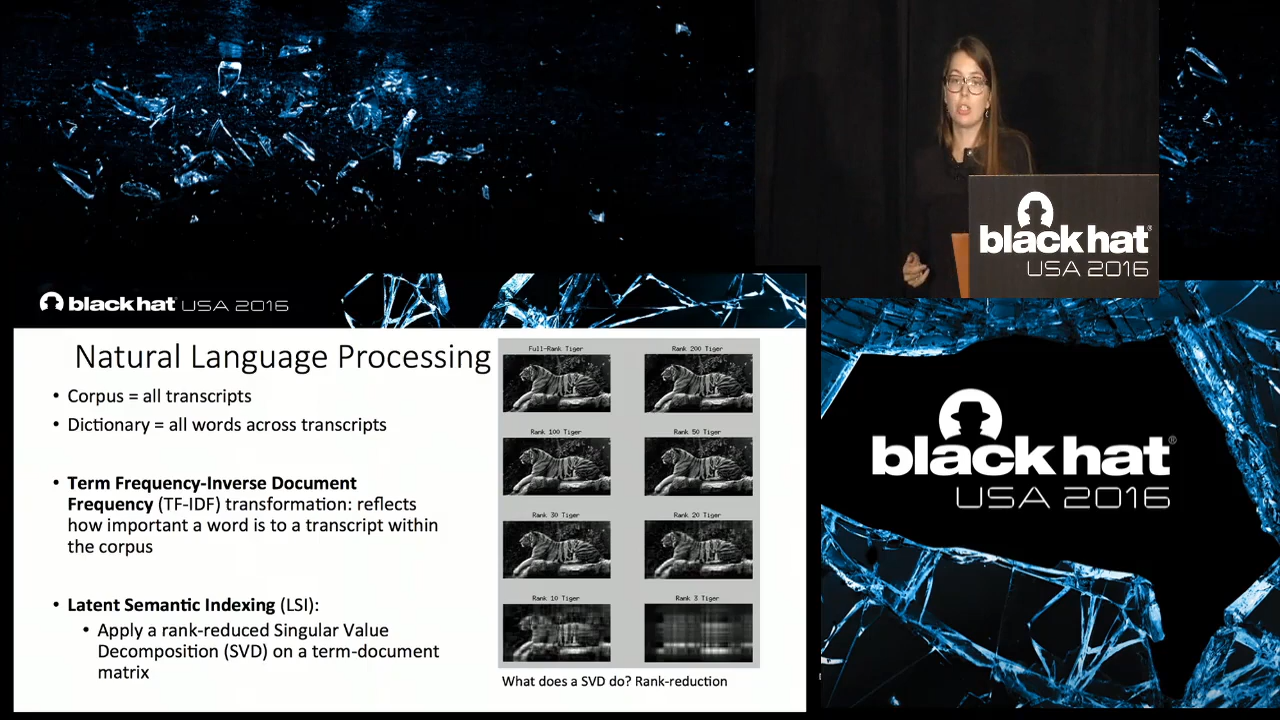 black hat®
USA 2016
black hat® USA 2016
Natural Language Processing
• Corpus = all transcripts
• Dictionary = all words across transcripts
• Term Frequency-Inverse Document
Frequency (TF-IDF) transformation: reflects
how important a word is to a transcript within
the corpus
• Latent Semantic Indexing (LSI):
• Apply a rank-reduced Singular Value
Decomposition (SVD) on a term-document
matrix
Full-Rank Tiger
Rank 200 Tiger
Rank 100 Tiger
Rank 50 Tiger
Rank 30 Tiger
Rank 20 Tiger
Rank 10 Tiger
Rank 3 Tiger
What does a SVD do? Rank-reduction
black hat®
USA 2016